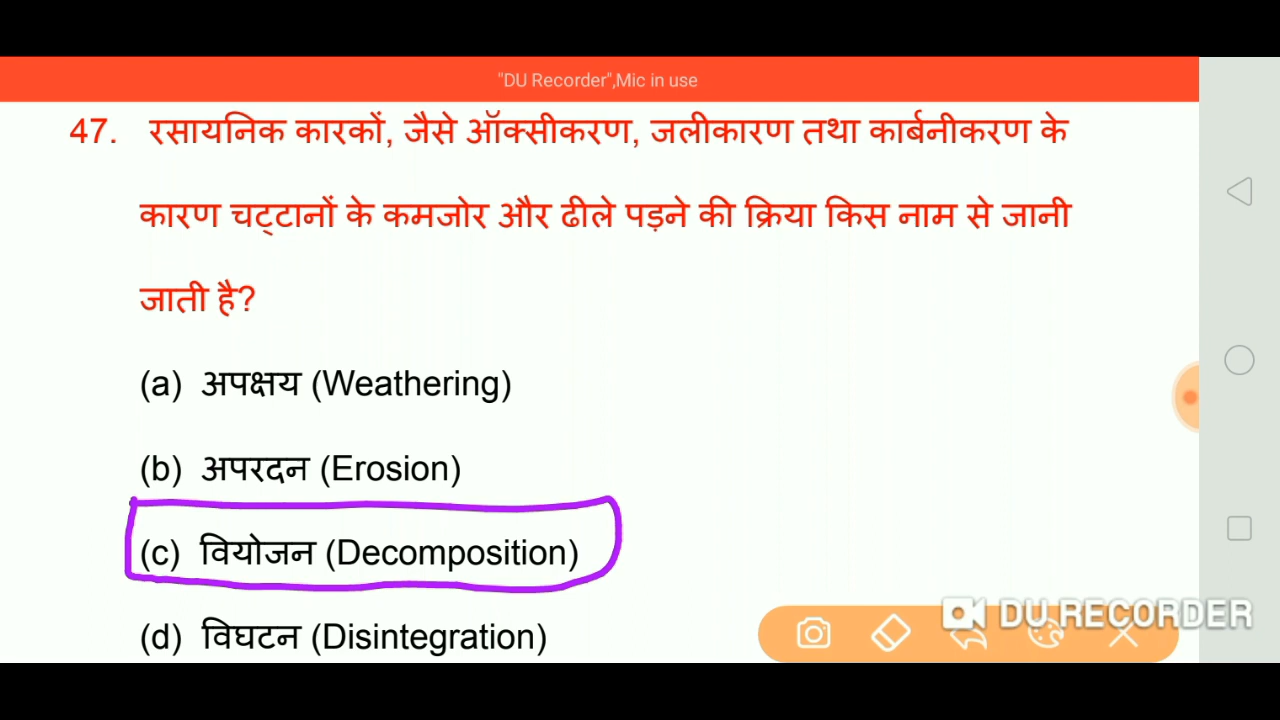 "DU Recorder",Mic in use
47. रसायनिक कारकों, जैसे ऑक्सीकरण, जलीकारण तथा कार्बनीकरण के
कारण चट्टानों के कमजोर और ढीले पड़ने की क्रिया किस नाम से जानी
जाती है?
(a) अपक्षय (Weathering)
(b) अपरदन (Erosion)
(c) वियोजन (Decomposition)
(d) विघटन (Disintegration)
DU RECORDER